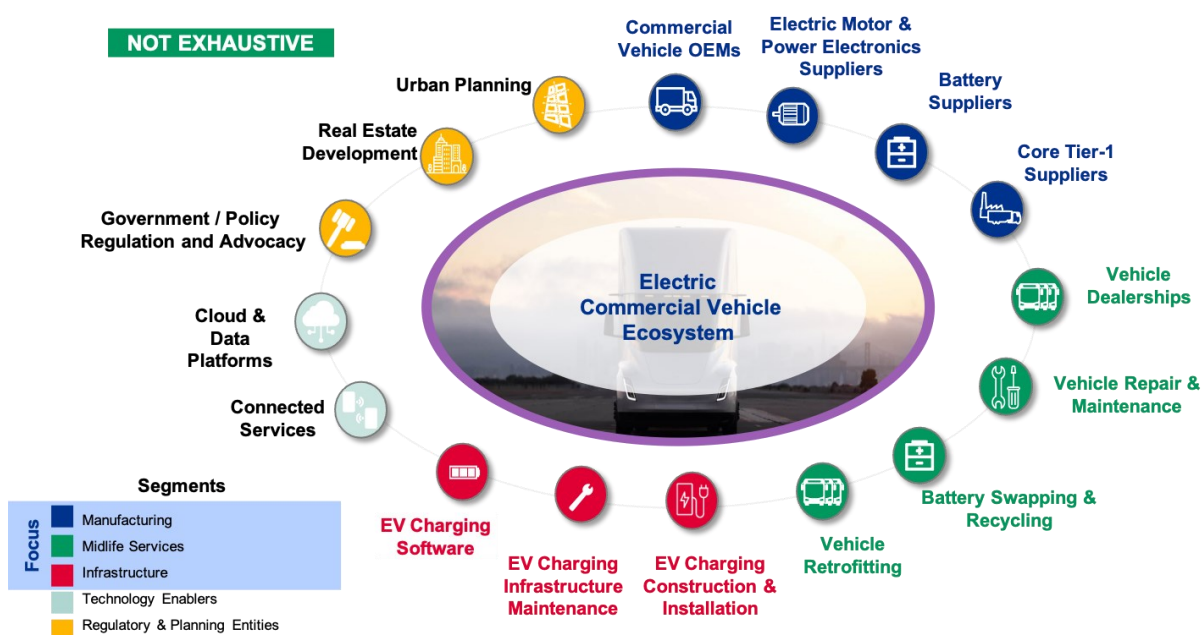 NOT EXHAUSTIVE
Commercial
Vehicle OEMs
Electric Motor &
Power Electronics
Suppliers
Battery
Suppliers
Core Tier-1
Suppliers
Vehicle
Dealerships
Vehicle Repair &
Maintenance
Battery Swapping &
Recycling
Vehicle
Retrofitting
EV Charging
Construction &
Installation
EV Charging
Infrastructure
Maintenance
EV Charging
Software
Connected
Services
Cloud &
Data
Platforms
Government / Policy
Regulation and Advocacy
Real Estate
Development
Urban Planning
Electric
Commercial Vehicle
Ecosystem
Segments
Focus
Manufacturing
Midlife Services
Infrastructure
Technology Enablers
Regulatory & Planning Entities